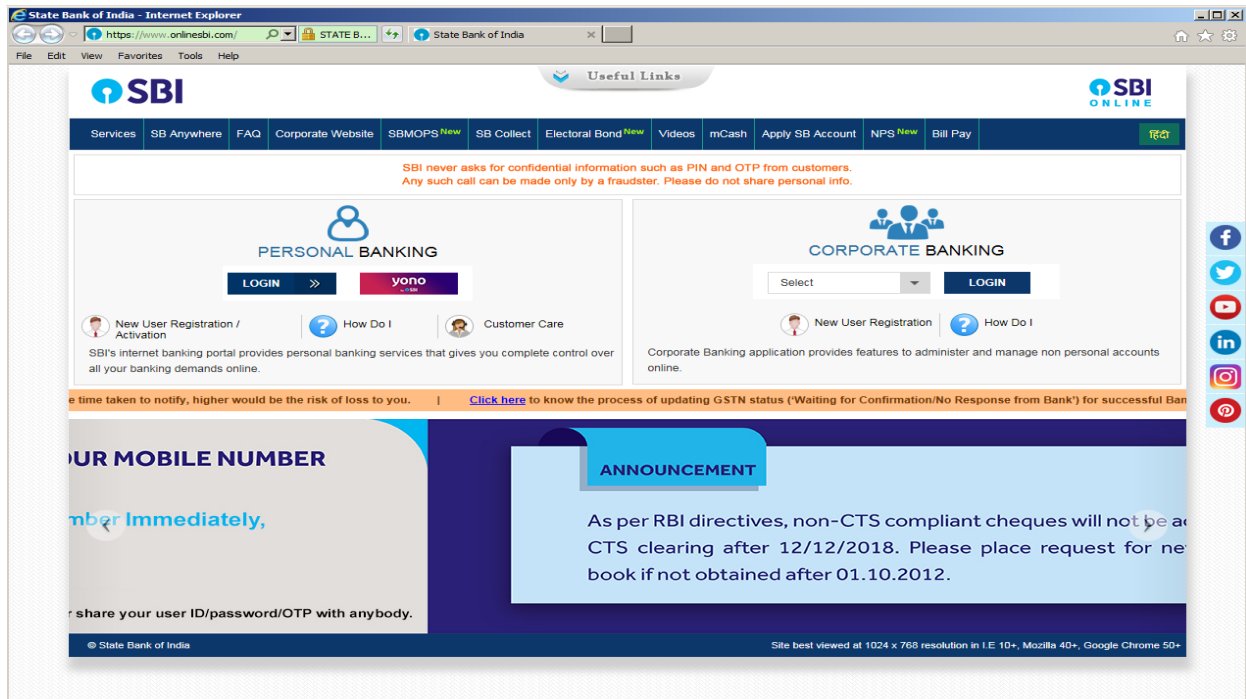 State Bank of India - Internet Explorer
https://www.onlinesbi.com/ STATE B... State Bank of India
File Edit View Favorites Tools Help
Useful Links
SBI
SBI
ONLINE
Services SB Anywhere FAQ Corporate Website SBMOPS New SB Collect Electoral Bond New Videos mCash Apply SB Account NPS New Bill Pay हिंदी
SBI never asks for confidential information such as PIN and OTP from customers.
Any such call can be made only by a fraudster. Please do not share personal info.
PERSONAL BANKING
LOGIN » yono
by SBI
New User Registration / Activation
How Do I
Customer Care
SBI's internet banking portal provides personal banking services that gives you complete control over
all your banking demands online.
CORPORATE BANKING
Select LOGIN
New User Registration
How Do I
Corporate Banking application provides features to administer and manage non personal accounts
online.
e time taken to notify, higher would be the risk of loss to you. | Click here to know the process of updating GSTN status ('Waiting for Confirmation/No Response from Bank') for successful Ban
OUR MOBILE NUMBER
mber Immediately,
r share your user ID/password/OTP with anybody.
ANNOUNCEMENT
As per RBI directives, non-CTS compliant cheques will not be ac
CTS clearing after 12/12/2018. Please place request for ne
book if not obtained after 01.10.2012.
© State Bank of India
Site best viewed at 1024 x 768 resolution in I.E 10+, Mozilla 40+, Google Chrome 50+